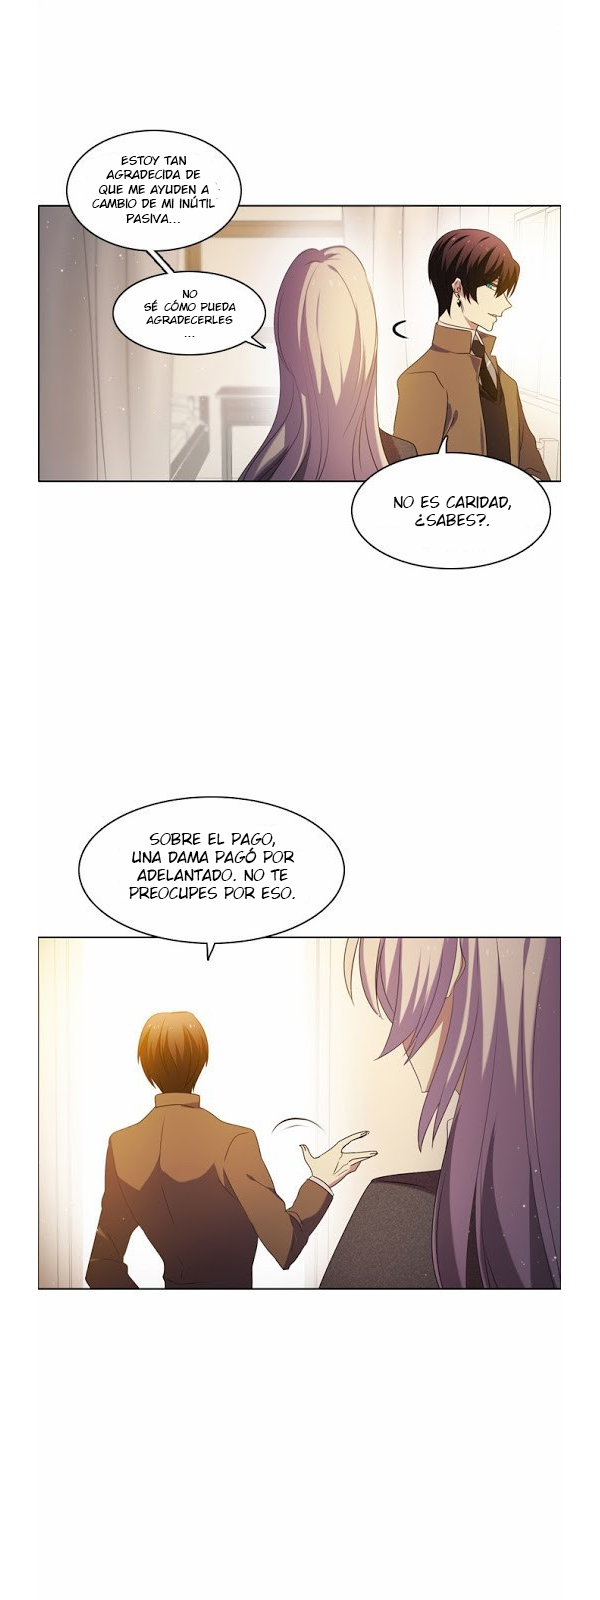 ESTOY TAN
AGRADECIDA DE
QUE ME AYUDEN A
CAMBIO DE MI INÚTIL
PASIVA...
NO
SÉ CÓMO PUEDA
AGRADECERLES
...
NO ES CARIDAD,
¿SABES?.
SOBRE EL PAGO,
UNA DAMA PAGÓ POR
ADELANTADO. NO TE
PREOCUPES POR ESO.